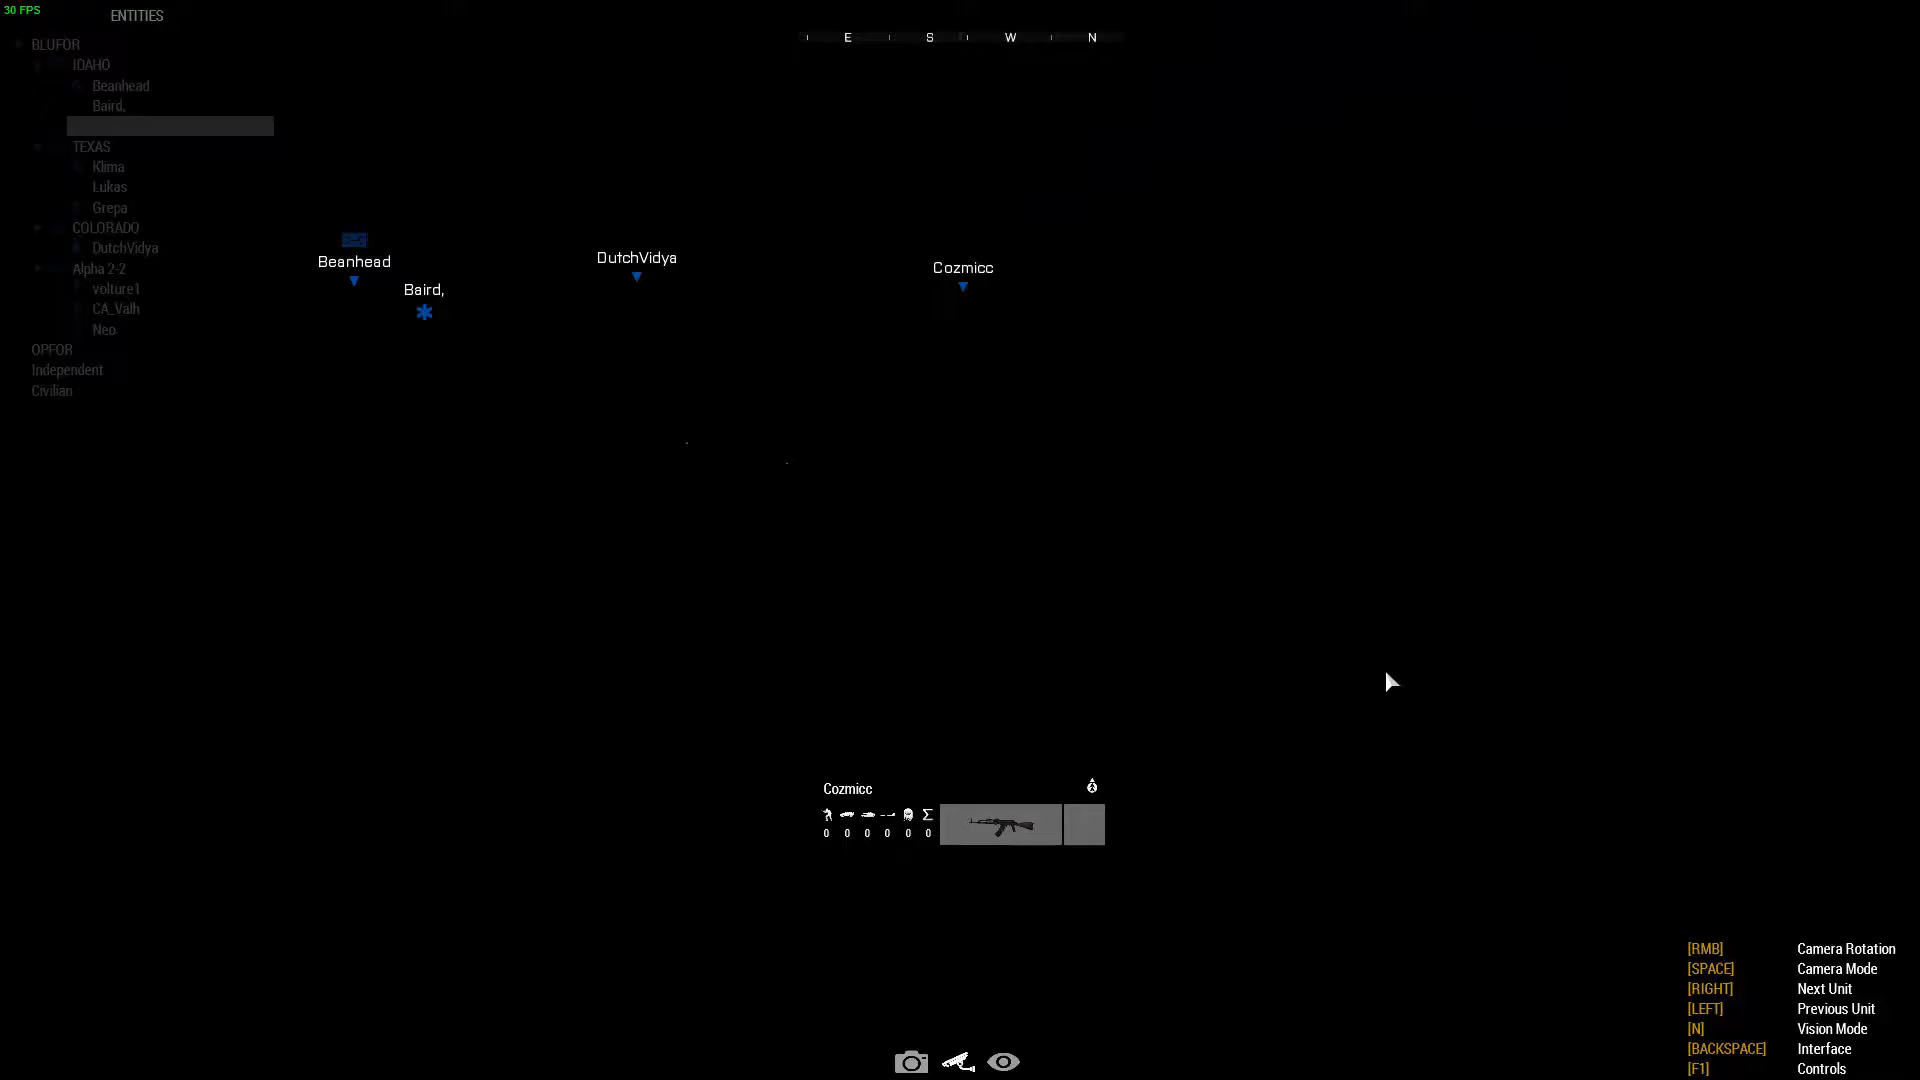 30 FPS
ENTITIES
E S W N
BLUFOR
IDAHO
Beanhead
Baird,
TEXAS
Klima
Lukas
Grepa
COLORADO
DutchVidya
Alpha 2-2
volture1
CA_Valh
Neo
OPFOR
Independent
Civilian
Beanhead
Baird,
DutchVidya
Cozmicc
Cozmicc
Σ
0 0 0 0 0 0
[RMB] Camera Rotation
[SPACE] Camera Mode
[RIGHT] Next Unit
[LEFT] Previous Unit
[N] Vision Mode
[BACKSPACE] Interface
[F1] Controls